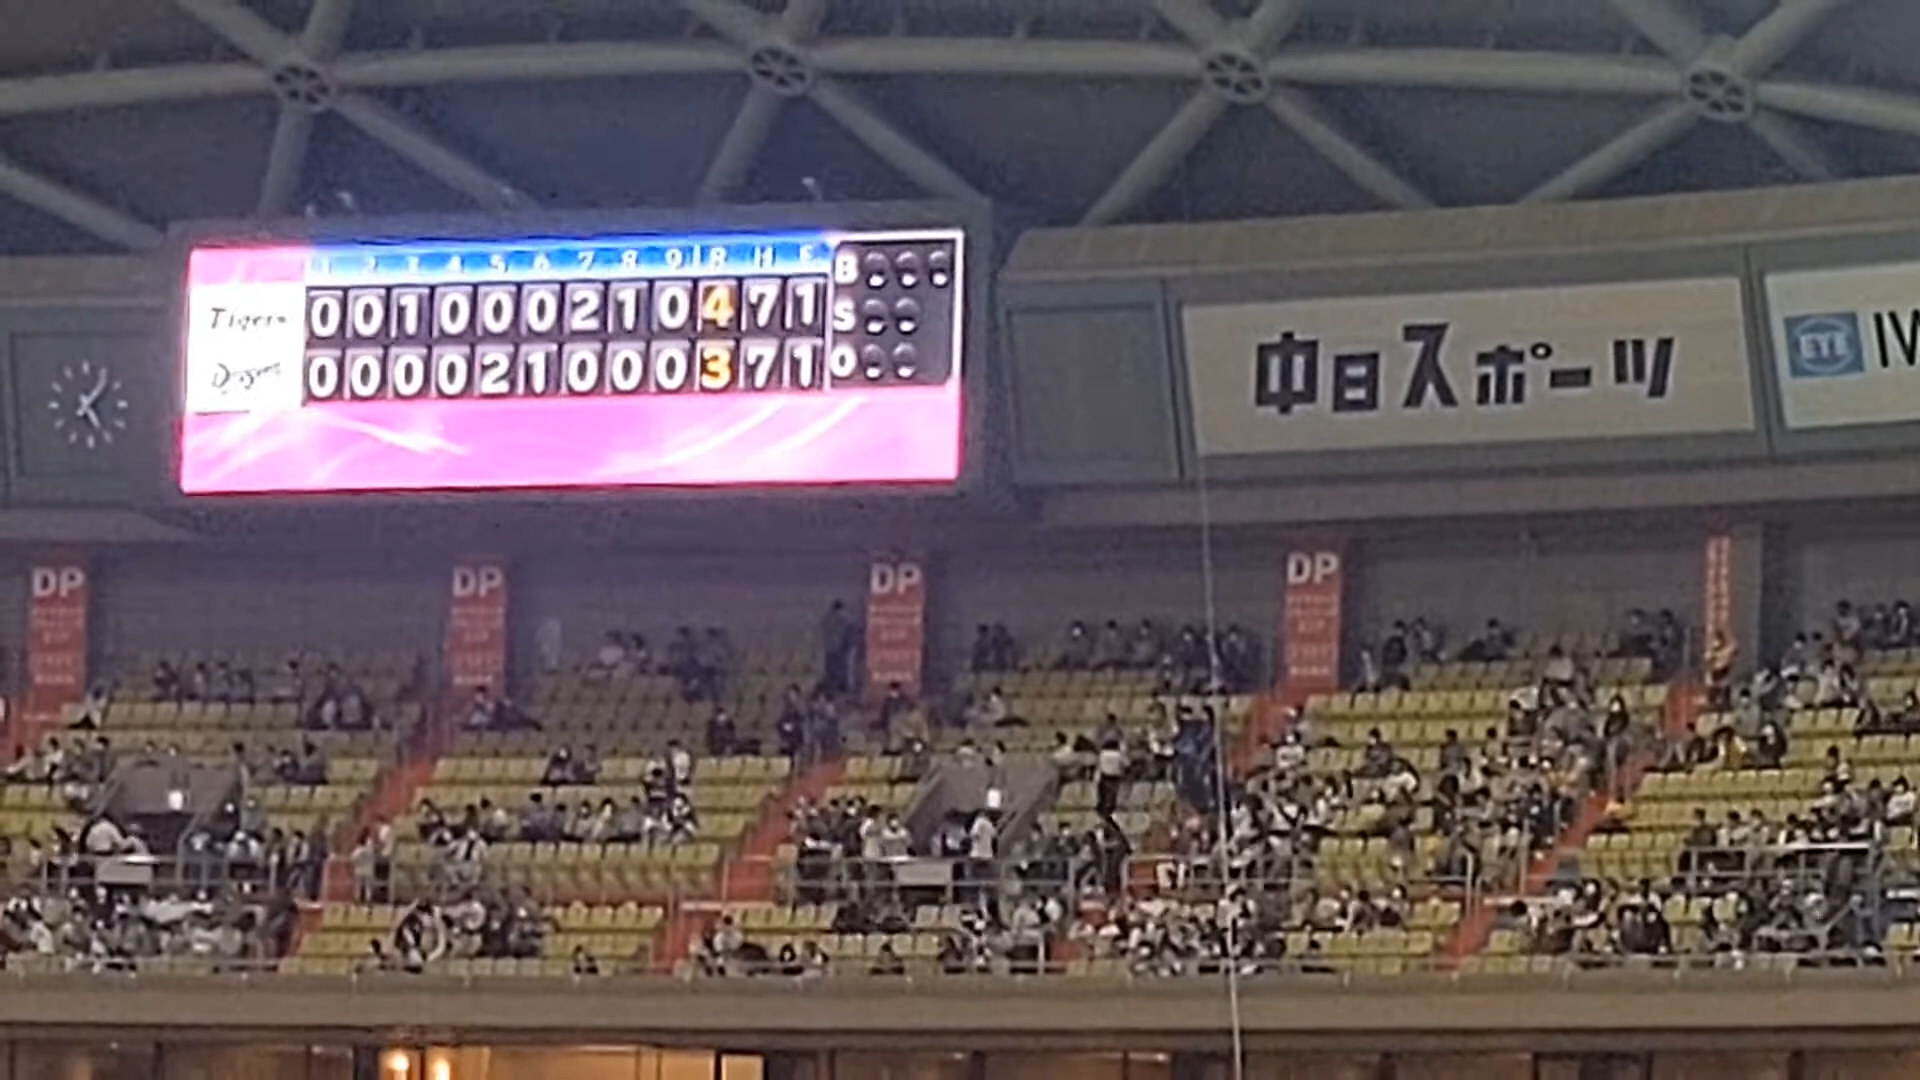 1 2 3 4 5 6 7 8 9 R H E
Tigers 0 0 1 0 0 0 2 1 0 4 7 1
Dragons 0 0 0 0 2 1 0 0 0 3 7 1
B
S
O
中日スポーツ
EYE IW
DP
DP
DP
DP